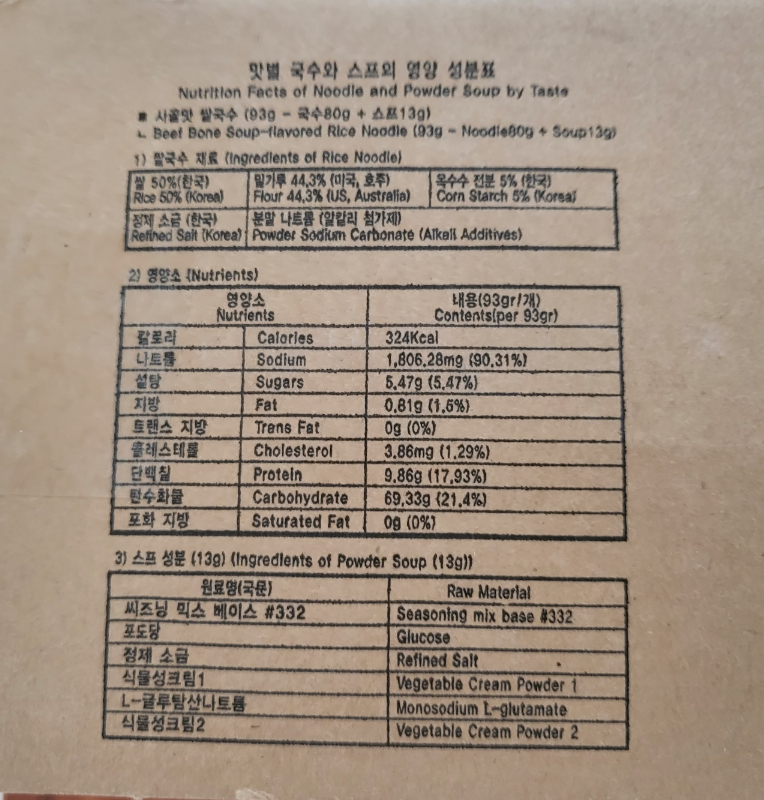 맛별 국수와 스프의 영양 성분표
Nutrition Facts of Noodle and Powder Soup by Taste
■ 사골맛 쌀국수 (93g - 국수80g + 스프13g)
ㄴ Beef Bone Soup-flavored Rice Noodle (93g - Noodle80g + Soup13g)
1) 쌀국수 재료 (Ingredients of Rice Noodle)
쌀 50%(한국) 밀가루 44.3% (미국, 호주) 옥수수 전분 5% (한국)
Rice 50% (Korea) Flour 44.3% (US, Australia) Corn Starch 5% (Korea)
정제 소금 (한국) 분말 나트륨 (알칼리 첨가제)
Refined Salt (Korea) Powder Sodium Carbonate (Alkali Additives)
2) 영양소 (Nutrients)
영양소 내용(93gr/개)
Nutrients Contents(per 93gr)
칼로리 Calories 324Kcal
나트륨 Sodium 1,806.28mg (90.31%)
설탕 Sugars 5.47g (5.47%)
지방 Fat 0.81g (1.6%)
트랜스 지방 Trans Fat 0g (0%)
콜레스테롤 Cholesterol 3.86mg (1.29%)
단백질 Protein 9.86g (17.93%)
탄수화물 Carbohydrate 69.33g (21.4%)
포화 지방 Saturated Fat 0g (0%)
3) 스프 성분 (13g) (Ingredients of Powder Soup (13g))
원료명(국문) Raw Material
씨즈닝 믹스 베이스 #332 Seasoning mix base #332
포도당 Glucose
정제 소금 Refined Salt
식물성크림1 Vegetable Cream Powder 1
L-글루탐산나트륨 Monosodium L-glutamate
식물성크림2 Vegetable Cream Powder 2